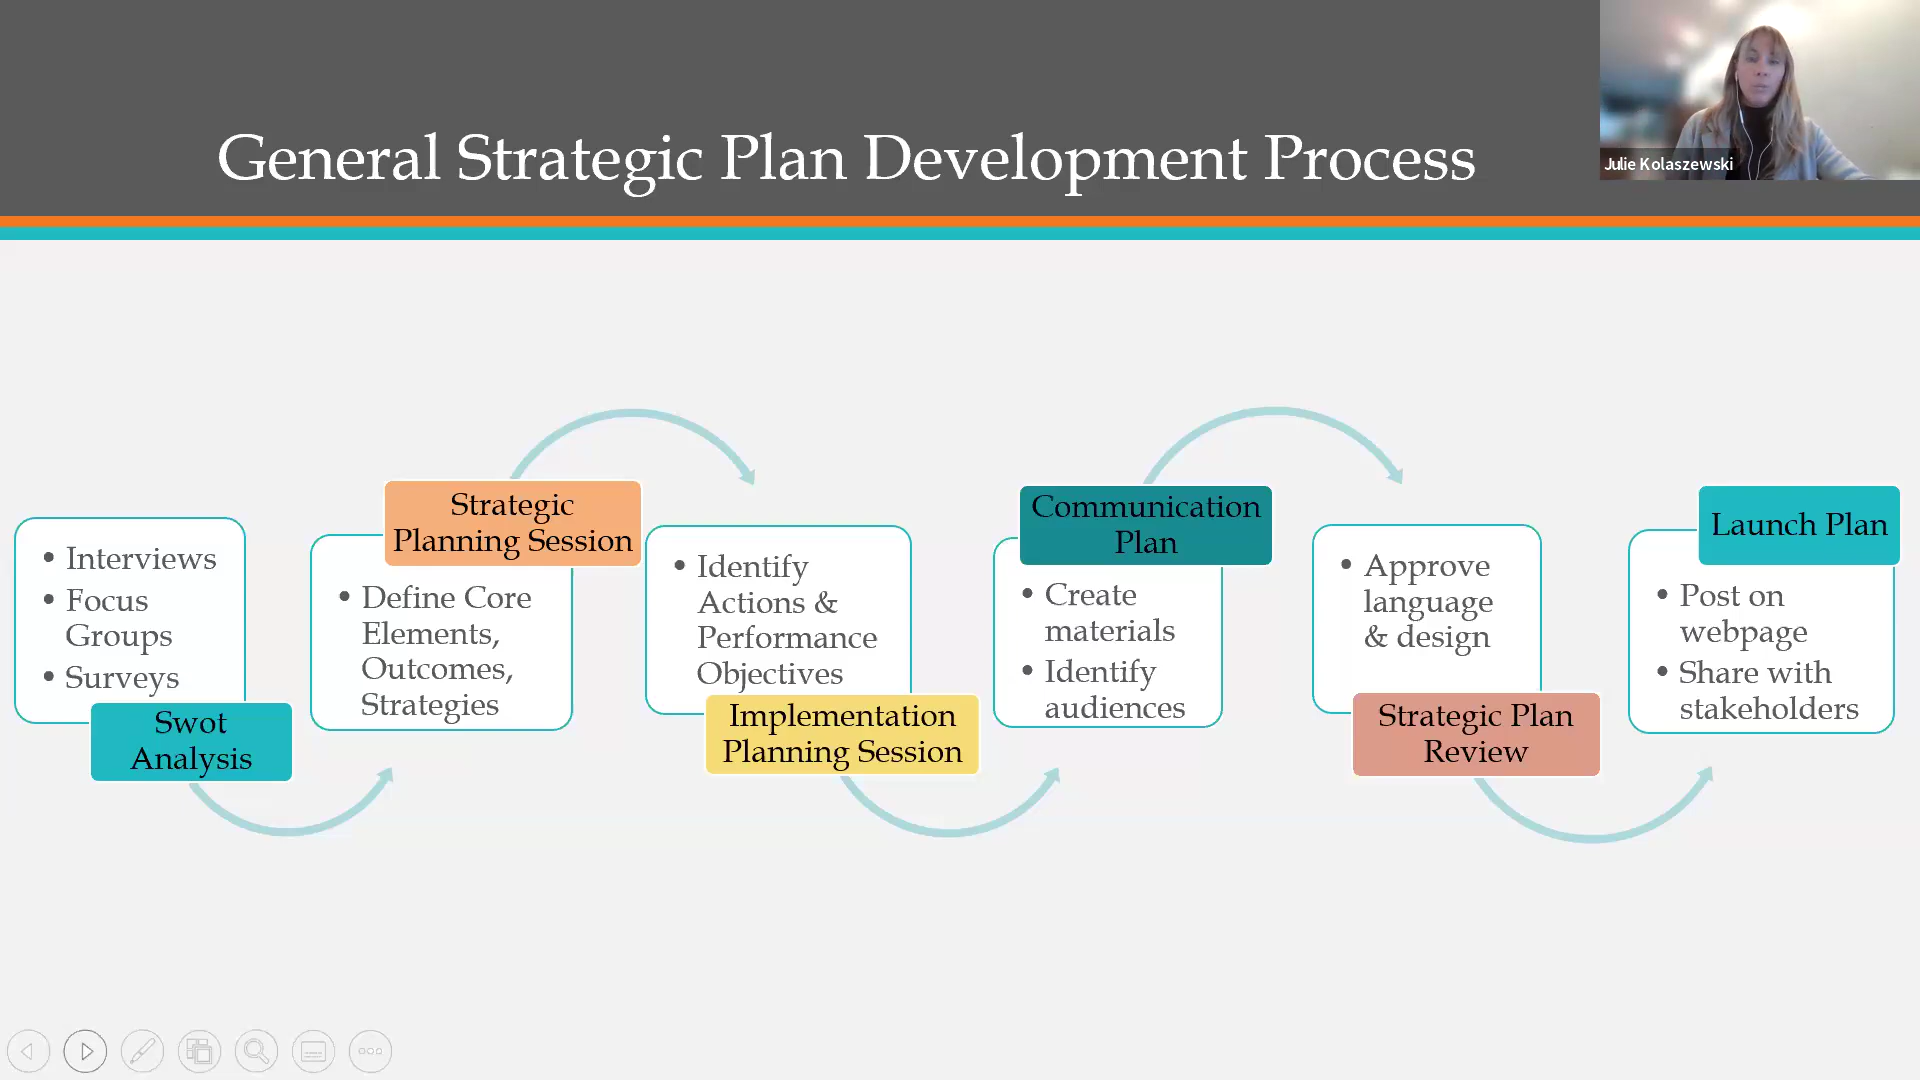 General Strategic Plan Development Process
Julie Kolaszewski
• Interviews
• Focus
Groups
• Surveys
Swot
Analysis
Strategic
Planning Session
• Define Core
Elements,
Outcomes,
Strategies
• Identify
Actions &
Performance
Objectives
Implementation
Planning Session
Communication
Plan
• Create
materials
• Identify
audiences
• Approve
language
& design
Strategic Plan
Review
Launch Plan
• Post on
webpage
• Share with
stakeholders